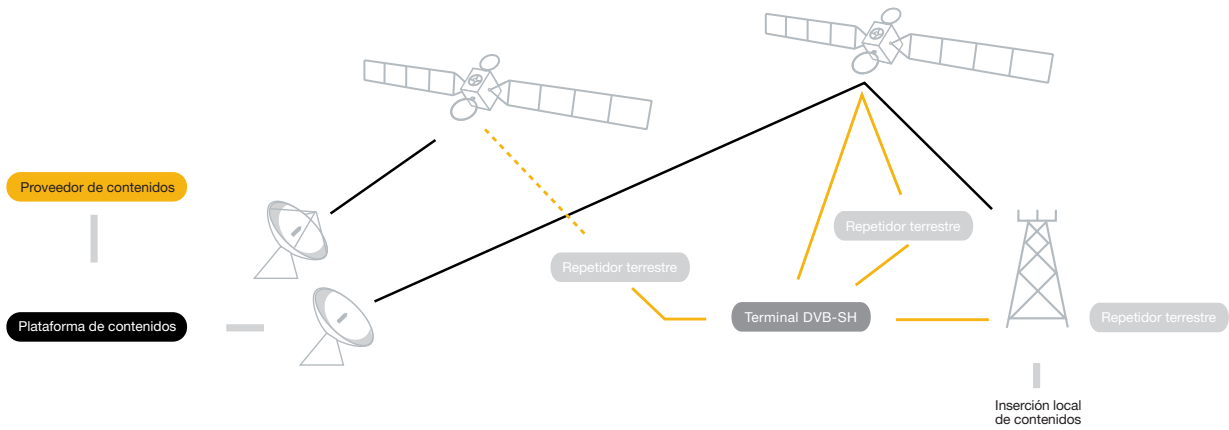 Proveedor de contenidos
Repetidor terrestre
Repetidor terrestre
Plataforma de contenidos
Terminal DVB-SH
Repetidor terrestre
Inserción local
de contenidos